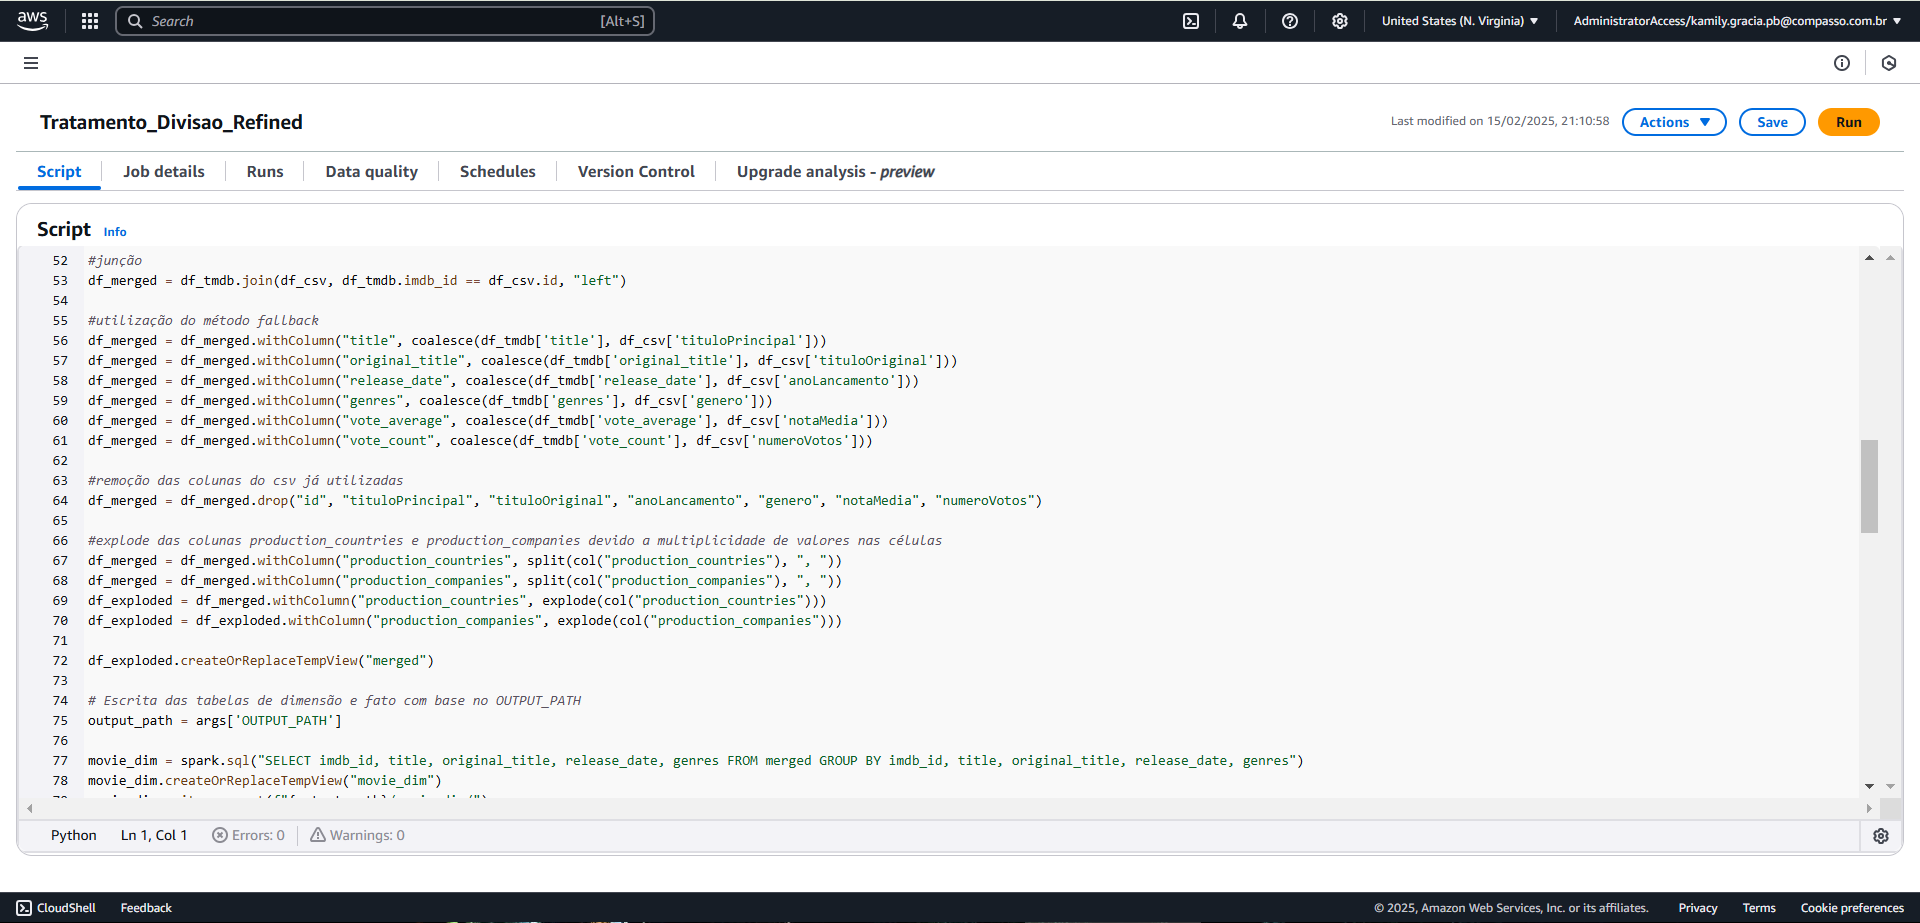 aws
Search [Alt+S]
United States (N. Virginia) ▼
AdministratorAccess/kamily.gracia.pb@compasso.com.br ▼
Tratamento_Divisao_Refined
Last modified on 15/02/2025, 21:10:58
Actions ▼
Save
Run
Script
Job details
Runs
Data quality
Schedules
Version Control
Upgrade analysis - preview
Script Info
52 #junção
53 df_merged = df_tmdb.join(df_csv, df_tmdb.imdb_id == df_csv.id, "left")
54
55 #utilização do método fallback
56 df_merged = df_merged.withColumn("title", coalesce(df_tmdb['title'], df_csv['tituloPrincipal']))
57 df_merged = df_merged.withColumn("original_title", coalesce(df_tmdb['original_title'], df_csv['tituloOriginal']))
58 df_merged = df_merged.withColumn("release_date", coalesce(df_tmdb['release_date'], df_csv['anoLancamento']))
59 df_merged = df_merged.withColumn("genres", coalesce(df_tmdb['genres'], df_csv['genero']))
60 df_merged = df_merged.withColumn("vote_average", coalesce(df_tmdb['vote_average'], df_csv['notaMedia']))
61 df_merged = df_merged.withColumn("vote_count", coalesce(df_tmdb['vote_count'], df_csv['numeroVotos']))
62
63 #remoção das colunas do csv já utilizadas
64 df_merged = df_merged.drop("id", "tituloPrincipal", "tituloOriginal", "anoLancamento", "genero", "notaMedia", "numeroVotos")
65
66 #explode das colunas production_countries e production_companies devido a multiplicidade de valores nas células
67 df_merged = df_merged.withColumn("production_countries", split(col("production_countries"), ", "))
68 df_merged = df_merged.withColumn("production_companies", split(col("production_companies"), ", "))
69 df_exploded = df_merged.withColumn("production_countries", explode(col("production_countries")))
70 df_exploded = df_exploded.withColumn("production_companies", explode(col("production_companies")))
71
72 df_exploded.createOrReplaceTempView("merged")
73
74 # Escrita das tabelas de dimensão e fato com base no OUTPUT_PATH
75 output_path = args['OUTPUT_PATH']
76
77 movie_dim = spark.sql("SELECT imdb_id, title, original_title, release_date, genres FROM merged GROUP BY imdb_id, title, original_title, release_date, genres")
78 movie_dim.createOrReplaceTempView("movie_dim")
Python
Ln 1, Col 1
Errors: 0
Warnings: 0
CloudShell
Feedback
© 2025, Amazon Web Services, Inc. or its affiliates.
Privacy
Terms
Cookie preferences